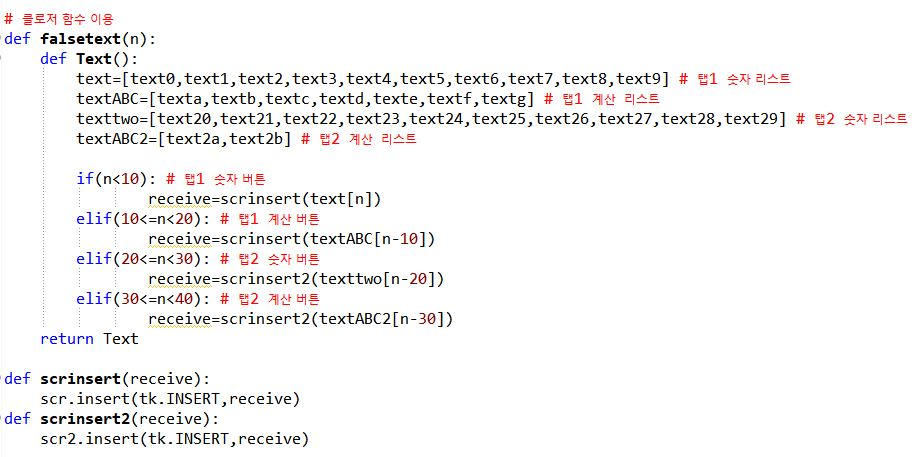 # 클로저 함수 이용
def falsetext(n):
    def Text():
        text=[text0,text1,text2,text3,text4,text5,text6,text7,text8,text9] # 탭1 숫자 리스트
        textABC=[texta,textb,textc,textd,texte,textf,textg] # 탭1 계산 리스트
        texttwo=[text20,text21,text22,text23,text24,text25,text26,text27,text28,text29] # 탭2 숫자 리스트
        textABC2=[text2a,text2b] # 탭2 계산 리스트
        if(n<10): # 탭1 숫자 버튼
                receive=scrinsert(text[n])
        elif(10<=n<20): # 탭1 계산 버튼
                receive=scrinsert(textABC[n-10])
        elif(20<=n<30): # 탭2 숫자 버튼
                receive=scrinsert2(texttwo[n-20])
        elif(30<=n<40): # 탭2 계산 버튼
                receive=scrinsert2(textABC2[n-30])
    return Text
def scrinsert(receive):
    scr.insert(tk.INSERT,receive)
def scrinsert2(receive):
    scr2.insert(tk.INSERT,receive)